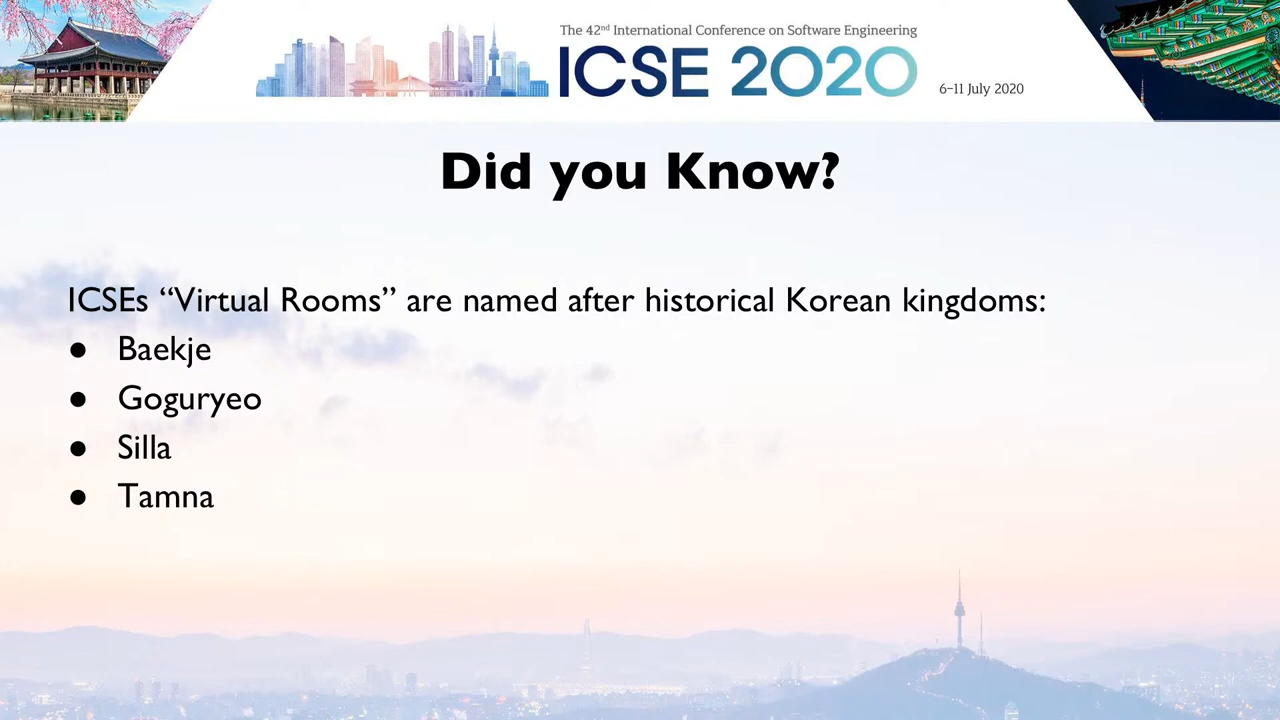 The 42nd International Conference on Software Engineering
ICSE 2020
6-11 July 2020
Did you Know?
ICSEs “Virtual Rooms” are named after historical Korean kingdoms:
● Baekje
● Goguryeo
● Silla
● Tamna